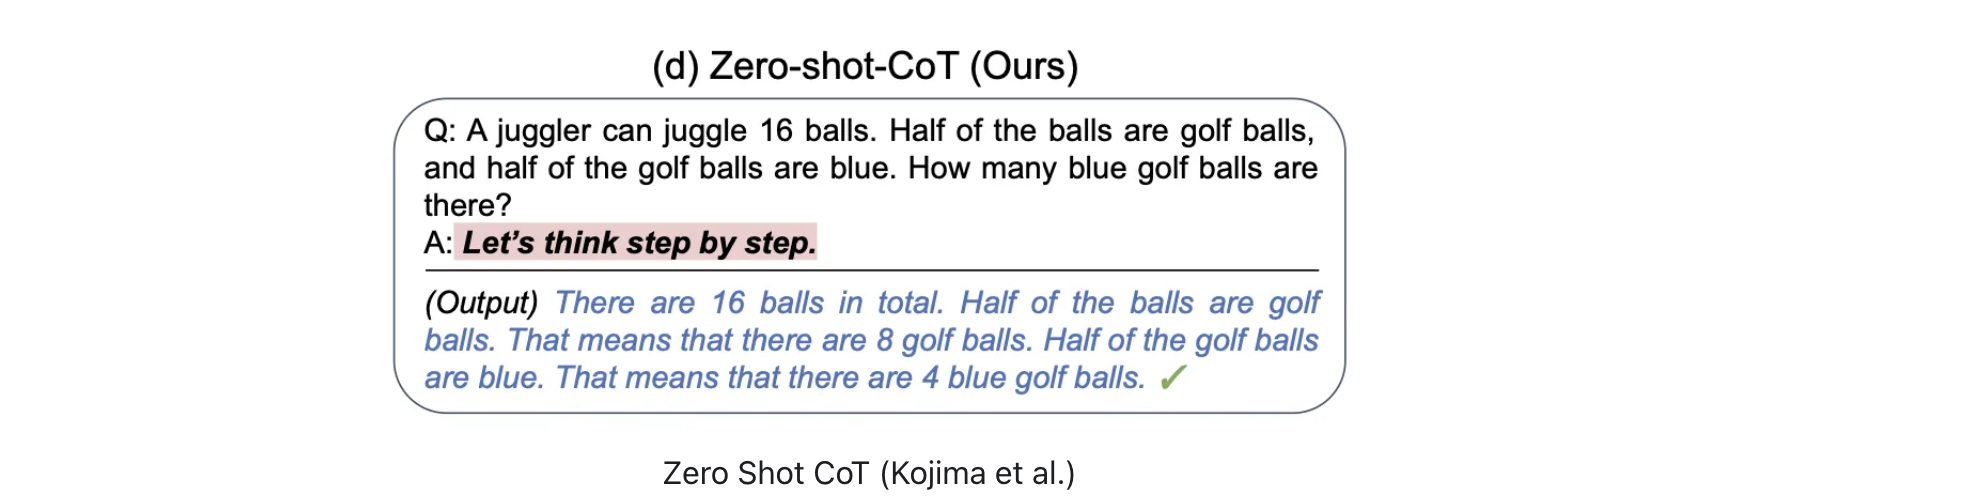 (d) Zero-shot-CoT (Ours)
Q: A juggler can juggle 16 balls. Half of the balls are golf balls,
and half of the golf balls are blue. How many blue golf balls are
there?
A: Let’s think step by step.
(Output) There are 16 balls in total. Half of the balls are golf
balls. That means that there are 8 golf balls. Half of the golf balls
are blue. That means that there are 4 blue golf balls. ✓
Zero Shot CoT (Kojima et al.)